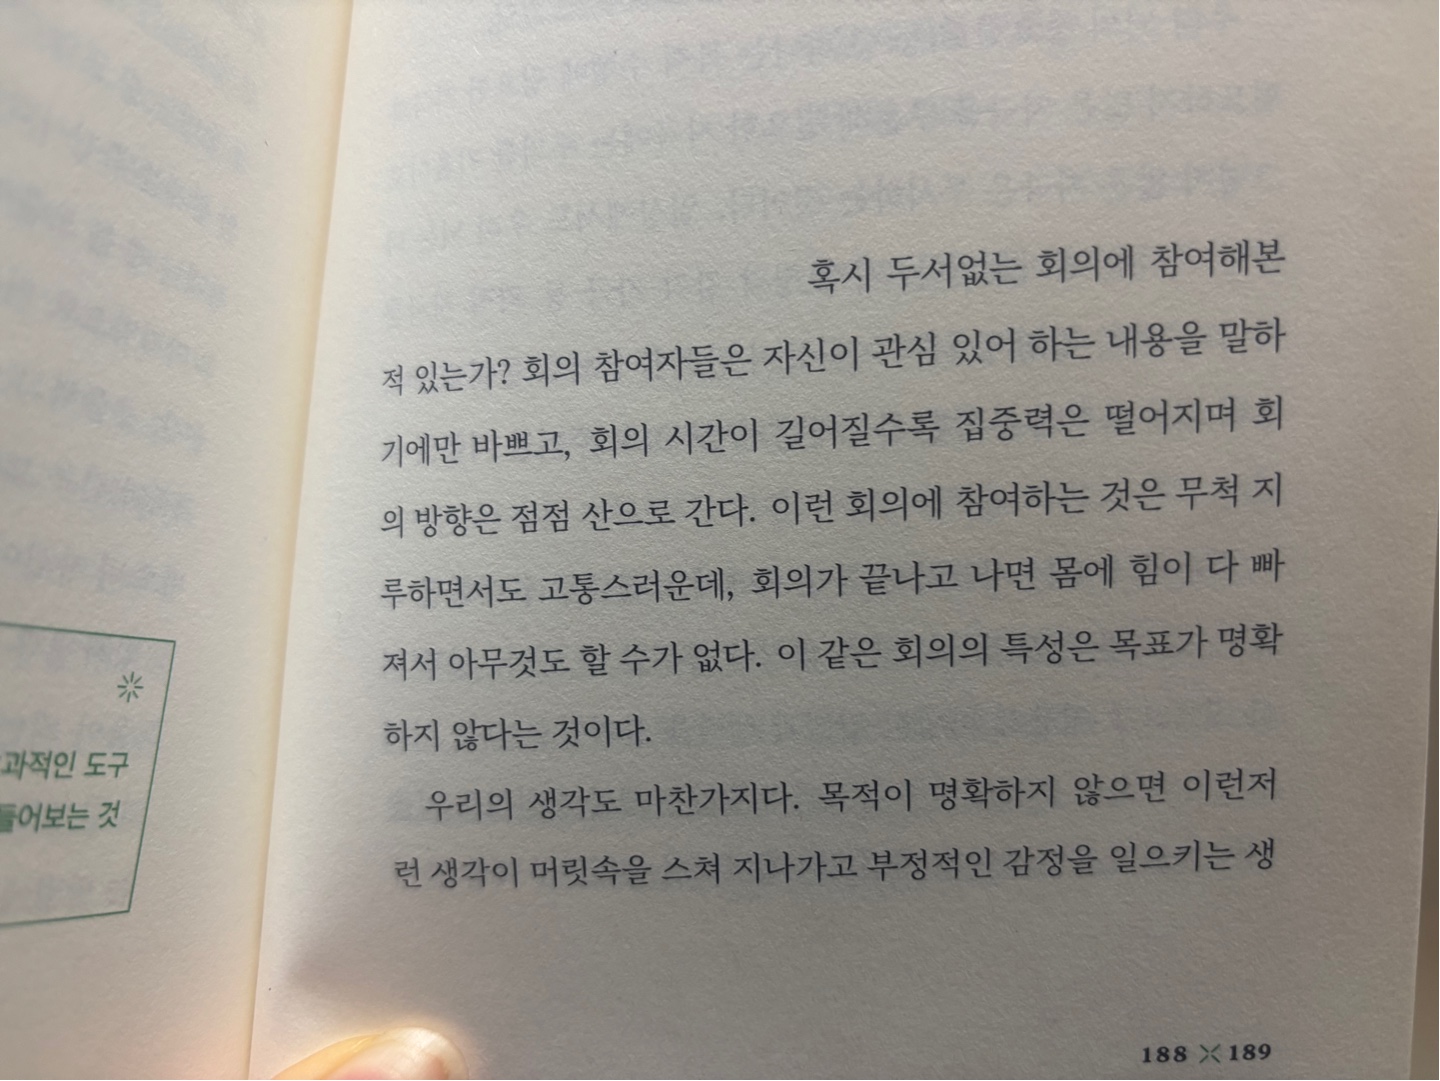 과적인 도구
들어보는 것
혹시 두서없는 회의에 참여해본
적 있는가? 회의 참여자들은 자신이 관심 있어 하는 내용을 말하
기에만 바쁘고, 회의 시간이 길어질수록 집중력은 떨어지며 회
의 방향은 점점 산으로 간다. 이런 회의에 참여하는 것은 무척 지
루하면서도 고통스러운데, 회의가 끝나고 나면 몸에 힘이 다 빠
져서 아무것도 할 수가 없다. 이 같은 회의의 특성은 목표가 명확
하지 않다는 것이다.
우리의 생각도 마찬가지다. 목적이 명확하지 않으면 이런저
런 생각이 머릿속을 스쳐 지나가고 부정적인 감정을 일으키는 생
188 189